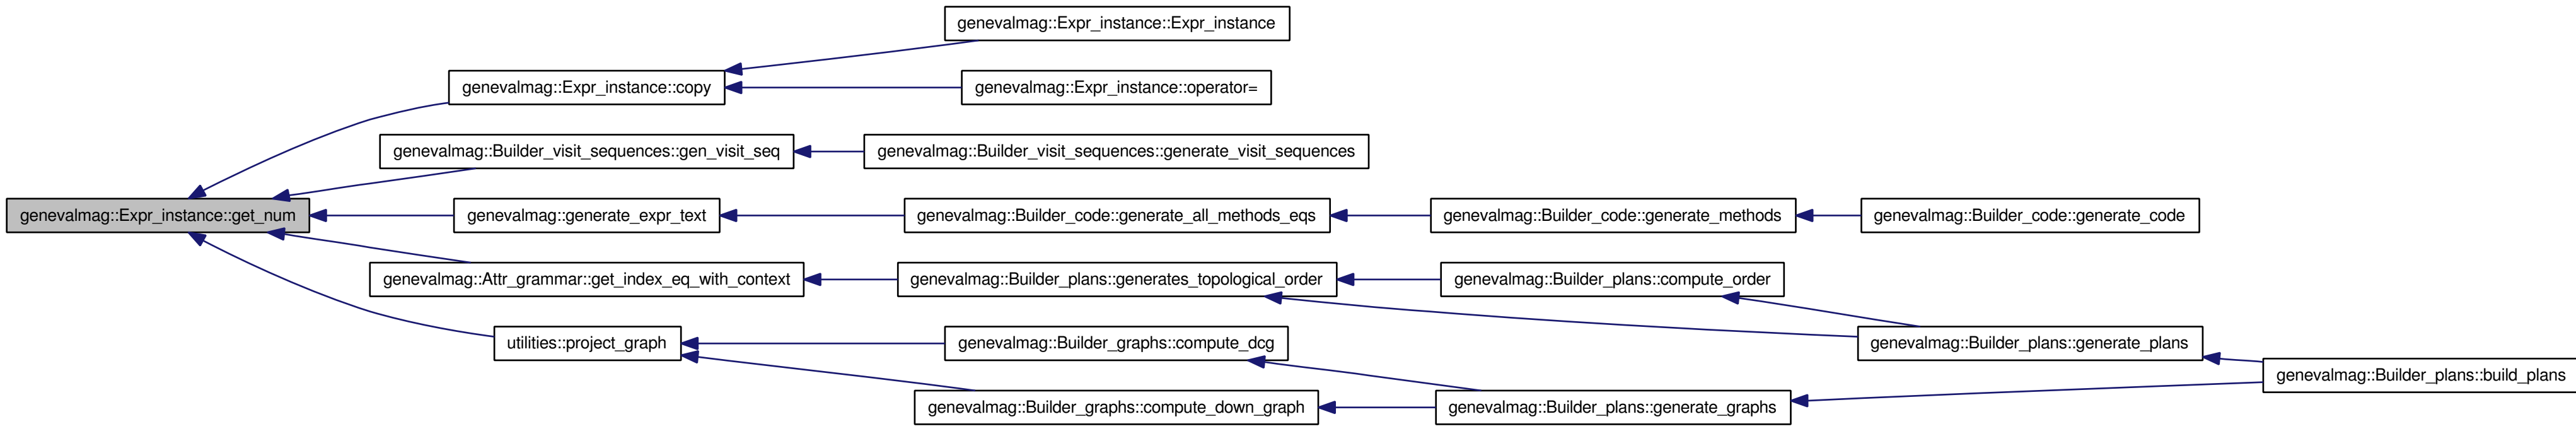 genevalmag::Expr_instance::Expr_instance
genevalmag::Expr_instance::copy
genevalmag::Expr_instance::operator=
genevalmag::Builder_visit_sequences::gen_visit_seq
genevalmag::Builder_visit_sequences::generate_visit_sequences
genevalmag::Expr_instance::get_num
genevalmag::generate_expr_text
genevalmag::Builder_code::generate_all_methods_eqs
genevalmag::Builder_code::generate_methods
genevalmag::Builder_code::generate_code
genevalmag::Attr_grammar::get_index_eq_with_context
genevalmag::Builder_plans::generates_topological_order
genevalmag::Builder_plans::compute_order
utilities::project_graph
genevalmag::Builder_graphs::compute_dcg
genevalmag::Builder_plans::generate_plans
genevalmag::Builder_plans::build_plans
genevalmag::Builder_graphs::compute_down_graph
genevalmag::Builder_plans::generate_graphs